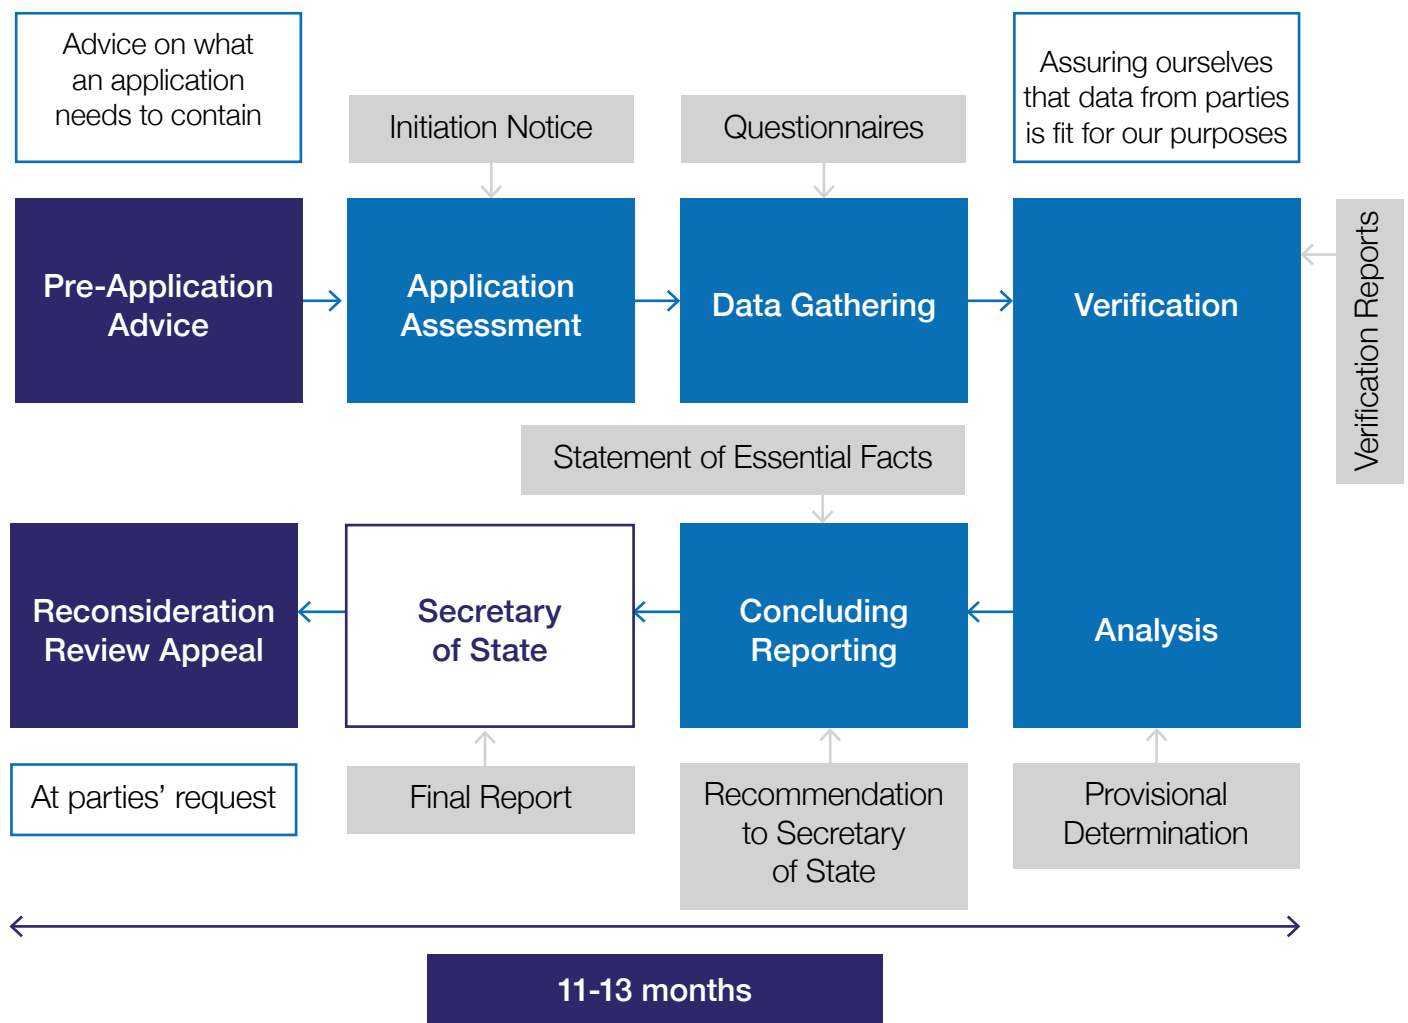 Advice on what
an application
needs to contain
Initiation Notice
Questionnaires
Assuring ourselves
that data from parties
is fit for our purposes
Pre-Application
Advice
Application
Assessment
Data Gathering
Verification
Verification Reports
Statement of Essential Facts
Reconsideration
Review Appeal
Secretary
of State
Concluding
Reporting
Analysis
At parties’ request
Final Report
Recommendation
to Secretary
of State
Provisional
Determination
11-13 months